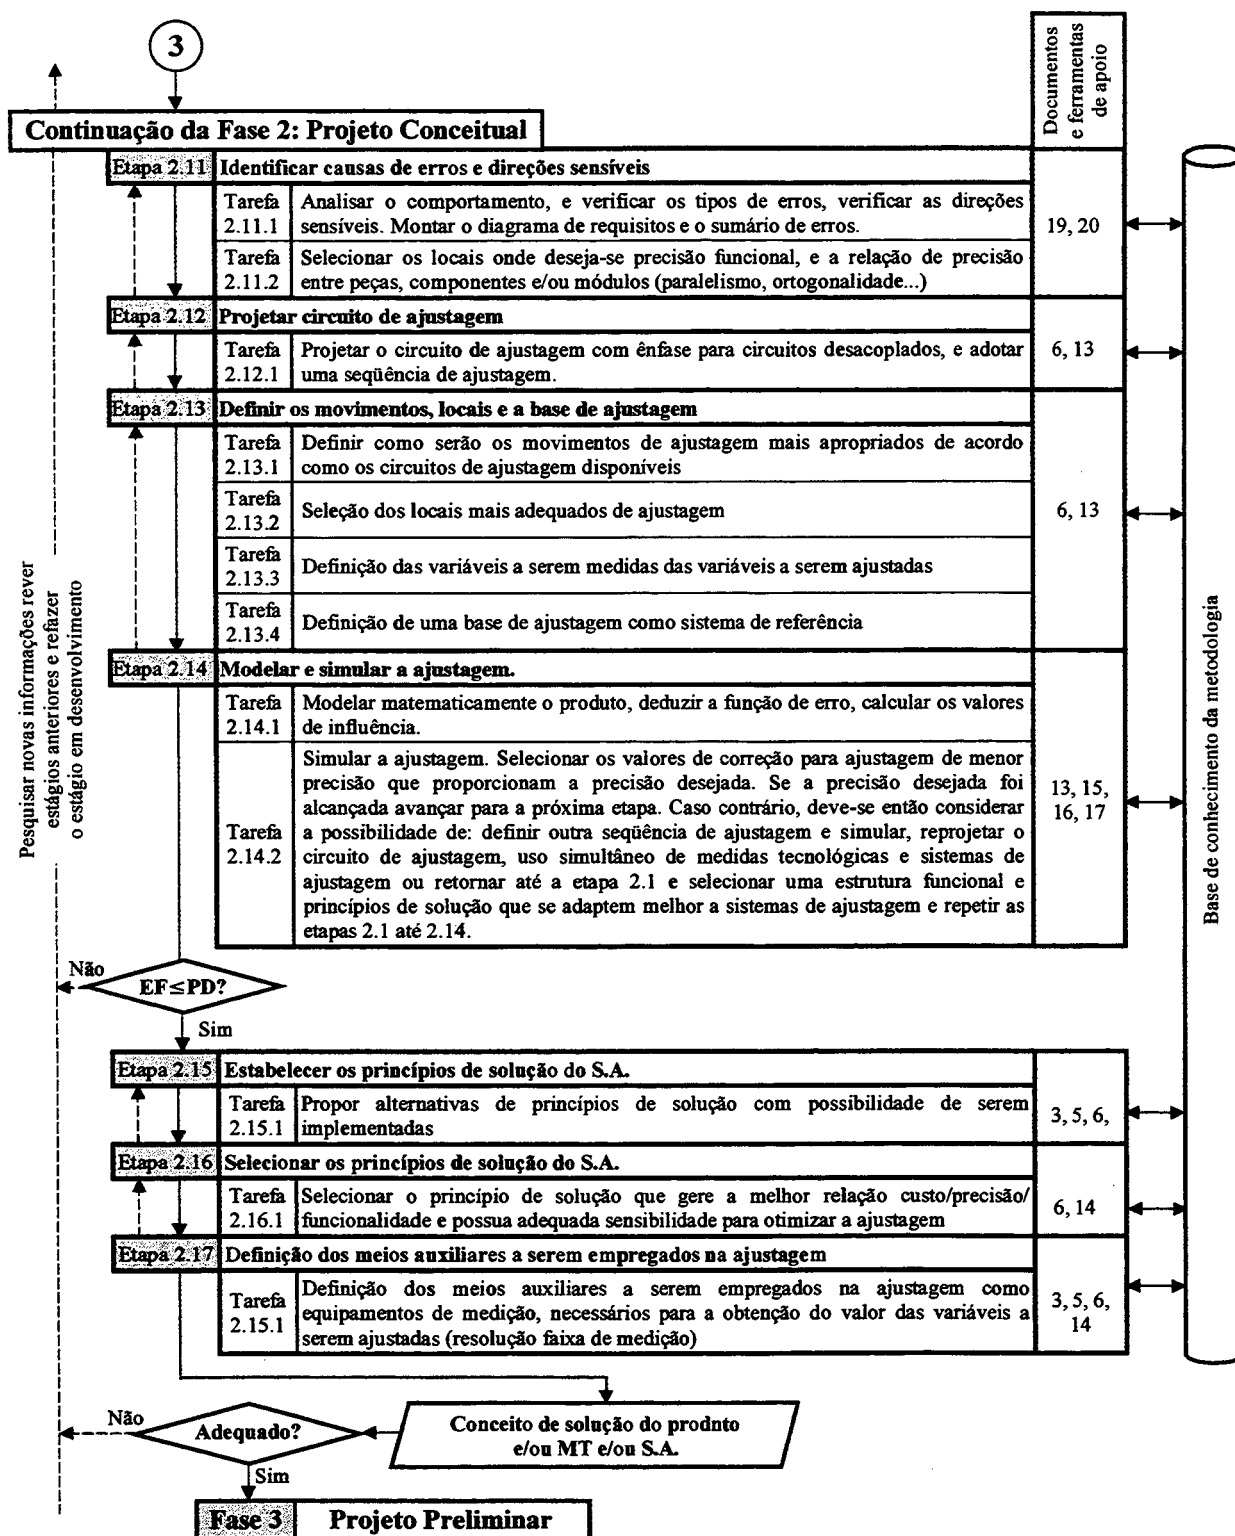 3
Documentos
e ferramentas
de apoio
Continuação da Fase 2: Projeto Conceitual
Etapa 2.11 Identificar causas de erros e direções sensíveis
Tarefa
2.11.1
Analisar o comportamento, e verificar os tipos de erros, verificar as direções
sensíveis. Montar o diagrama de requisitos e o sumário de erros.
19, 20
Tarefa
2.11.2
Selecionar os locais onde deseja-se precisão funcional, e a relação de precisão
entre peças, componentes e/ou módulos (paralelismo, ortogonalidade...)
Etapa 2.12 Projetar circuito de ajustagem
Tarefa
2.12.1
Projetar o circuito de ajustagem com ênfase para circuitos desacoplados, e adotar
uma seqüência de ajustagem.
6, 13
Etapa 2.13 Definir os movimentos, locais e a base de ajustagem
Tarefa
2.13.1
Definir como serão os movimentos de ajustagem mais apropriados de acordo
como os circuitos de ajustagem disponíveis
Tarefa
2.13.2
Seleção dos locais mais adequados de ajustagem
6, 13
Tarefa
2.13.3
Definição das variáveis a serem medidas das variáveis a serem ajustadas
Tarefa
2.13.4
Definição de uma base de ajustagem como sistema de referência
Etapa 2.14 Modelar e simular a ajustagem.
Tarefa
2.14.1
Modelar matematicamente o produto, deduzir a função de erro, calcular os valores
de influência.
Tarefa
2.14.2
Simular a ajustagem. Selecionar os valores de correção para ajustagem de menor
precisão que proporcionam a precisão desejada. Se a precisão desejada foi
alcançada avançar para a próxima etapa. Caso contrário, deve-se então considerar
a possibilidade de: definir outra seqüência de ajustagem e simular, reprojetar o
circuito de ajustagem, uso simultâneo de medidas tecnológicas e sistemas de
ajustagem ou retornar até a etapa 2.1 e selecionar uma estrutura funcional e
princípios de solução que se adaptem melhor a sistemas de ajustagem e repetir as
etapas 2.1 até 2.14.
13, 15,
16, 17
Pesquisar novas informações rever
estágios anteriores e refazer
o estágio em desenvolvimento
Base de conhecimento da metodologia
Não
EF≤PD?
Sim
Etapa 2.15 Estabelecer os princípios de solução do S.A.
Tarefa
2.15.1
Propor alternativas de princípios de solução com possibilidade de serem
implementadas
3, 5, 6,
Etapa 2.16 Selecionar os princípios de solução do S.A.
Tarefa
2.16.1
Selecionar o princípio de solução que gere a melhor relação custo/precisão/
funcionalidade e possua adequada sensibilidade para otimizar a ajustagem
6, 14
Etapa 2.17 Definição dos meios auxiliares a serem empregados na ajustagem
Tarefa
2.15.1
Definição dos meios auxiliares a serem empregados na ajustagem como
equipamentos de medição, necessários para a obtenção do valor das variáveis a
serem ajustadas (resolução faixa de medição)
3, 5, 6,
14
Não
Adequado?
Conceito de solução do prodnto
e/ou MT e/ou S.A.
Sim
Fase 3 Projeto Preliminar